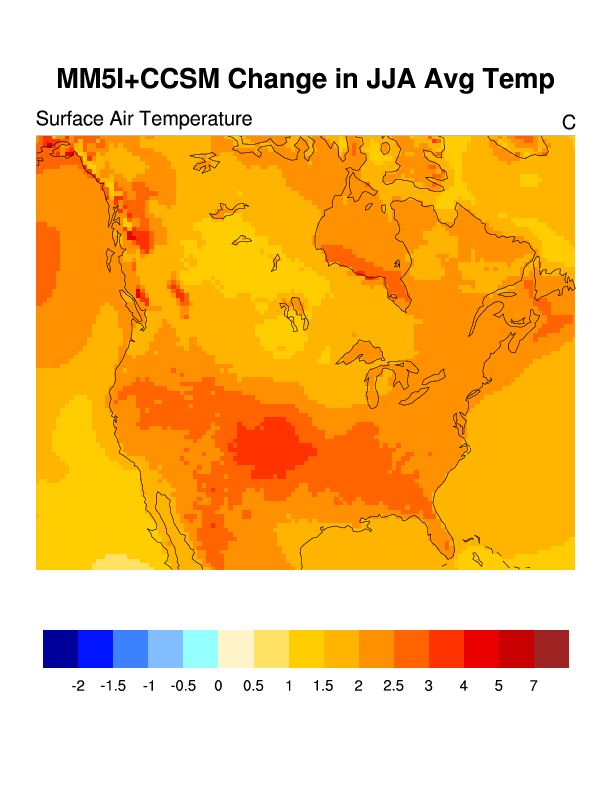 MM5I+CCSM Change in JJA Avg Temp
Surface Air Temperature C
-2 -1.5 -1 -0.5 0 0.5 1 1.5 2 2.5 3 4 5 7